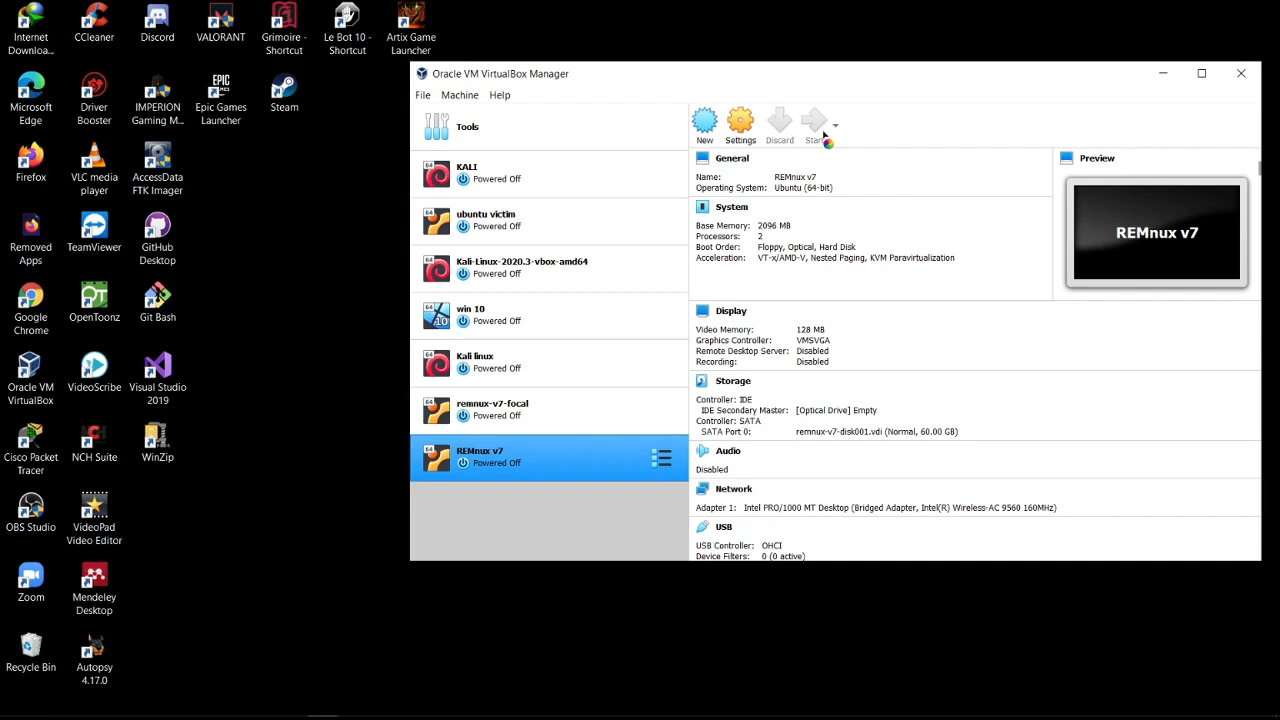 Internet
Downloa...
CCleaner
Discord
VALORANT
Grimoire -
Shortcut
Le Bot 10 -
Shortcut
Artix Game
Launcher
Microsoft
Edge
Driver
Booster
IMPERION
Gaming M...
Epic Games
Launcher
Steam
Firefox
VLC media
player
AccessData
FTK Imager
Removed
Apps
TeamViewer
GitHub
Desktop
Google
Chrome
OpenToonz
Git Bash
Oracle VM
VirtualBox
VideoScribe
Visual Studio
2019
Cisco Packet
Tracer
NCH Suite
WinZip
OBS Studio
VideoPad
Video Editor
Zoom
Mendeley
Desktop
Recycle Bin
Autopsy
4.17.0
Oracle VM VirtualBox Manager
File Machine Help
Tools
64 KALI
Powered Off
64 ubuntu victim
Powered Off
64 Kali-Linux-2020.3-vbox-amd64
Powered Off
64 10 win 10
Powered Off
64 Kali linux
Powered Off
64 remnux-v7-focal
Powered Off
64 REMnux v7
Powered Off
New Settings Discard Start
General
Name: REMnux v7
Operating System: Ubuntu (64-bit)
System
Base Memory: 2096 MB
Processors: 2
Boot Order: Floppy, Optical, Hard Disk
Acceleration: VT-x/AMD-V, Nested Paging, KVM Paravirtualization
Preview
REMnux v7
Display
Video Memory: 128 MB
Graphics Controller: VMSVGA
Remote Desktop Server: Disabled
Recording: Disabled
Storage
Controller: IDE
IDE Secondary Master: [Optical Drive] Empty
Controller: SATA
SATA Port 0: remnux-v7-disk001.vdi (Normal, 60.00 GB)
Audio
Disabled
Network
Adapter 1: Intel PRO/1000 MT Desktop (Bridged Adapter, Intel(R) Wireless-AC 9560 160MHz)
USB
USB Controller: OHCI
Device Filters: 0 (0 active)